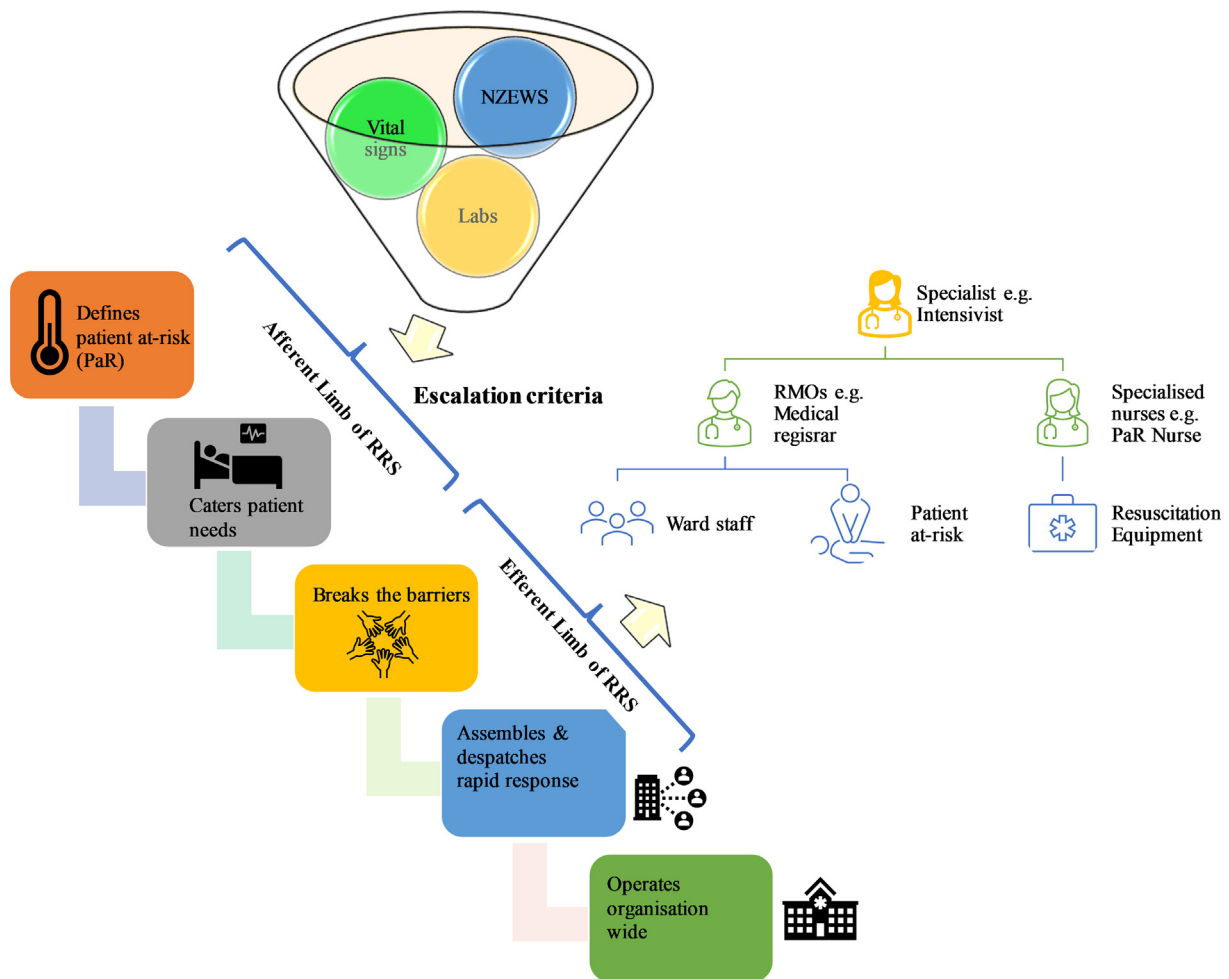 NZEWS
Vital
signs
Labs
Defines
patient at-risk
(PaR)
Afferent Limb of RRS
Escalation criteria
Specialist e.g.
Intensivist
RMOs e.g.
Medical
regisrar
Specialised
nurses e.g.
PaR Nurse
Caters patient
needs
Ward staff
Patient
at-risk
Resuscitation
Equipment
Breaks the barriers
Efferent Limb of RRS
Assembles &
despatches
rapid response
Operates
organisation
wide